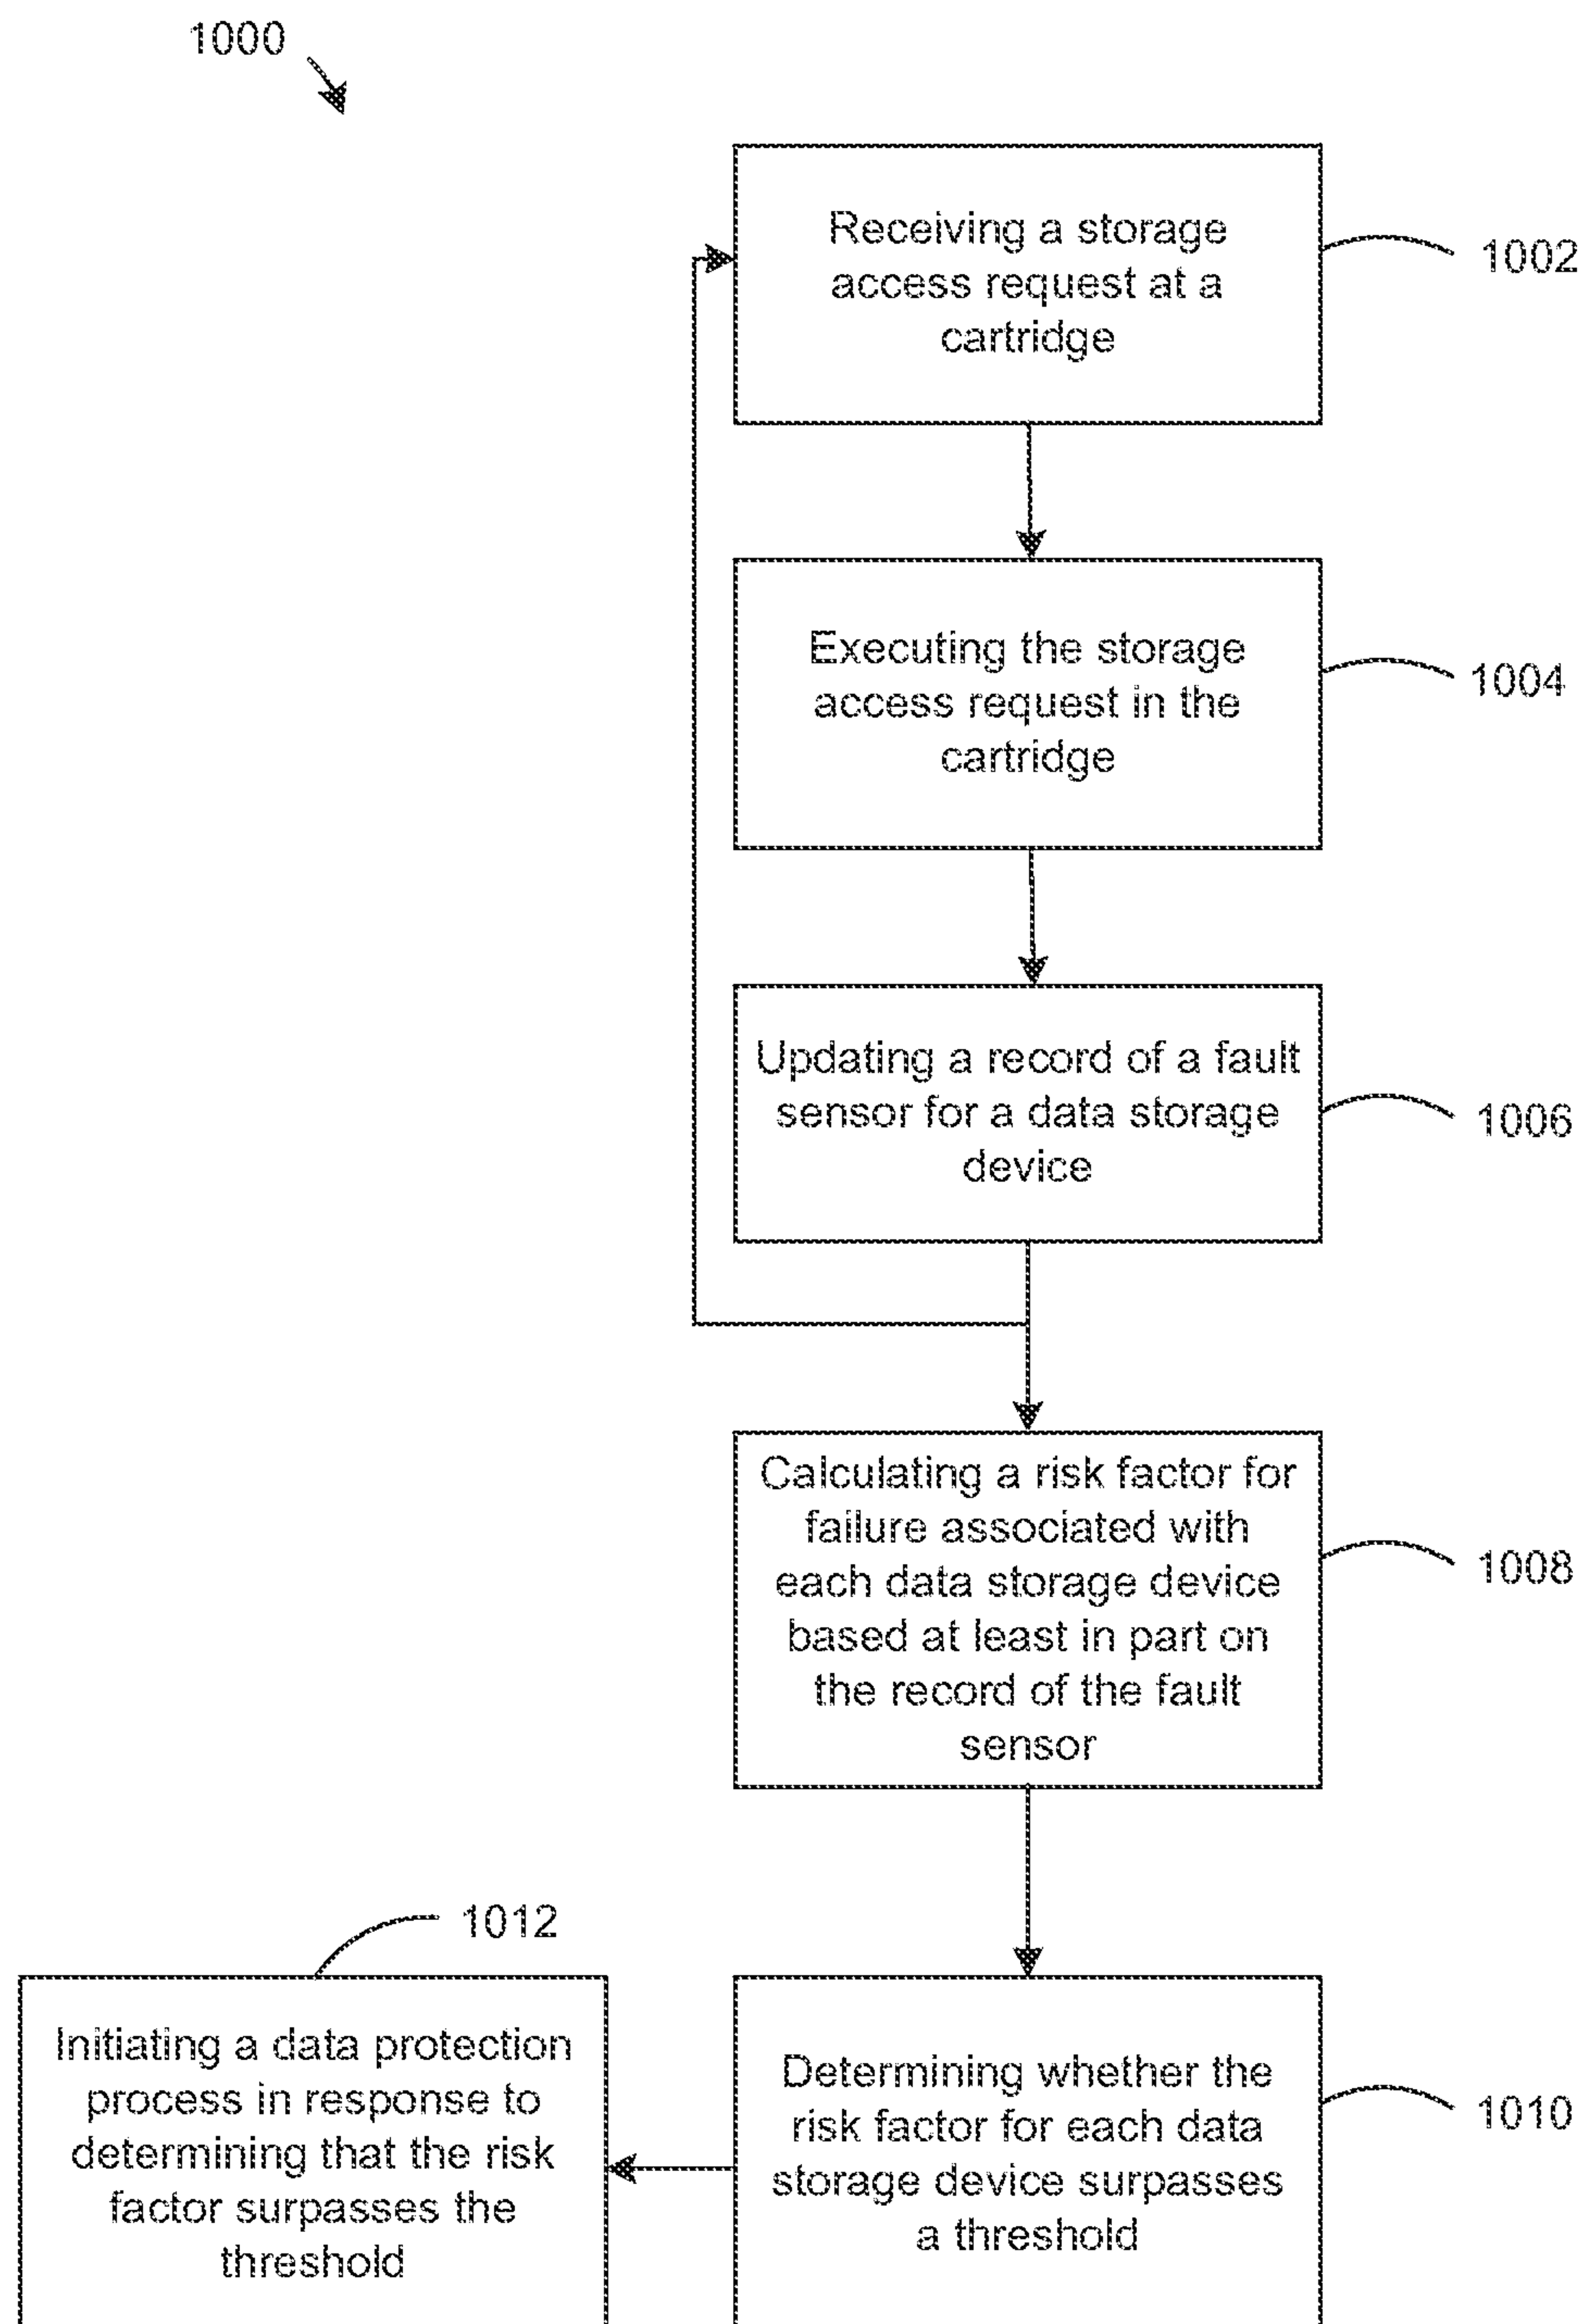 1000
Receiving a storage
access request at a
cartridge
1002
Executing the storage
access request in the
cartridge
1004
Updating a record of a fault
sensor for a data storage
device
1006
Calculating a risk factor for
failure associated with
each data storage device
based at least in part on
the record of the fault
sensor
1008
1012
Initiating a data protection
process in response to
determining that the risk
factor surpasses the
threshold
Determining whether the
risk factor for each data
storage device surpasses
a threshold
1010